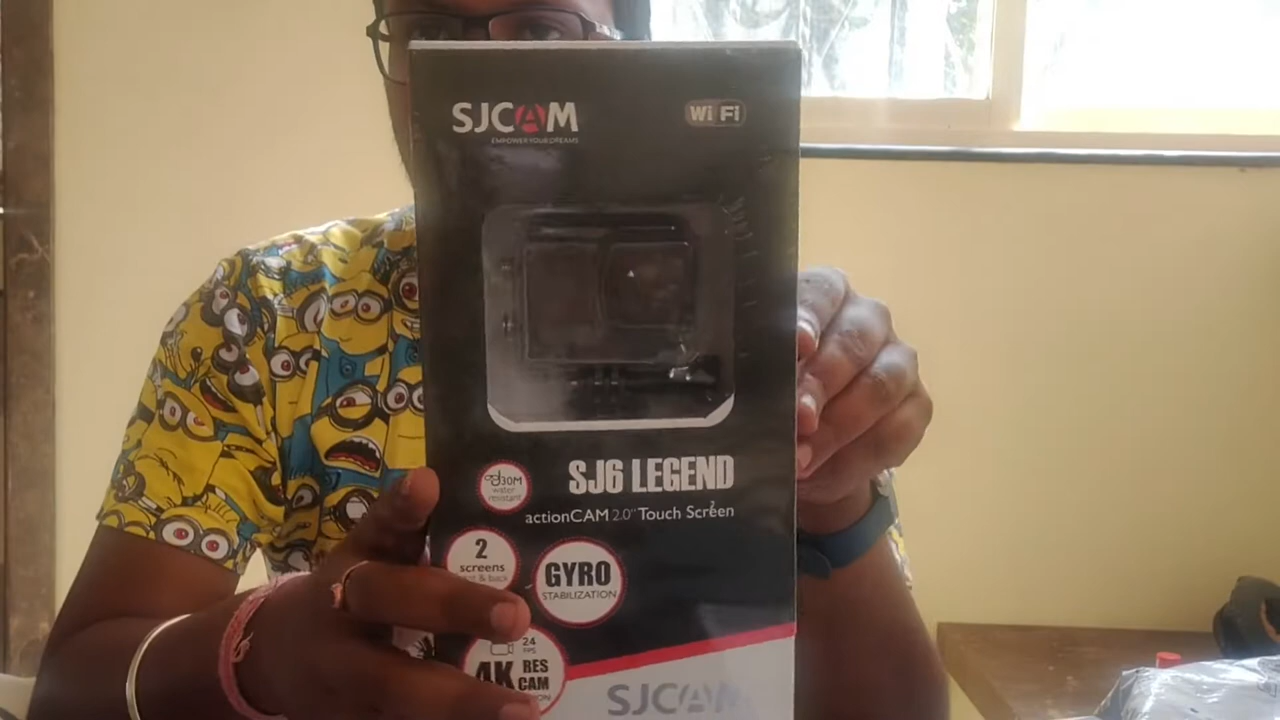 SJCAM
EMPOWER YOUR DREAMS
WiFi
SJ6 LEGEND
30M
water
resistant
actionCAM 2.0" Touch Screen
2
screens
& back
GYRO
STABILIZATION
24
FPS
4K RES
CAM
SJCAM